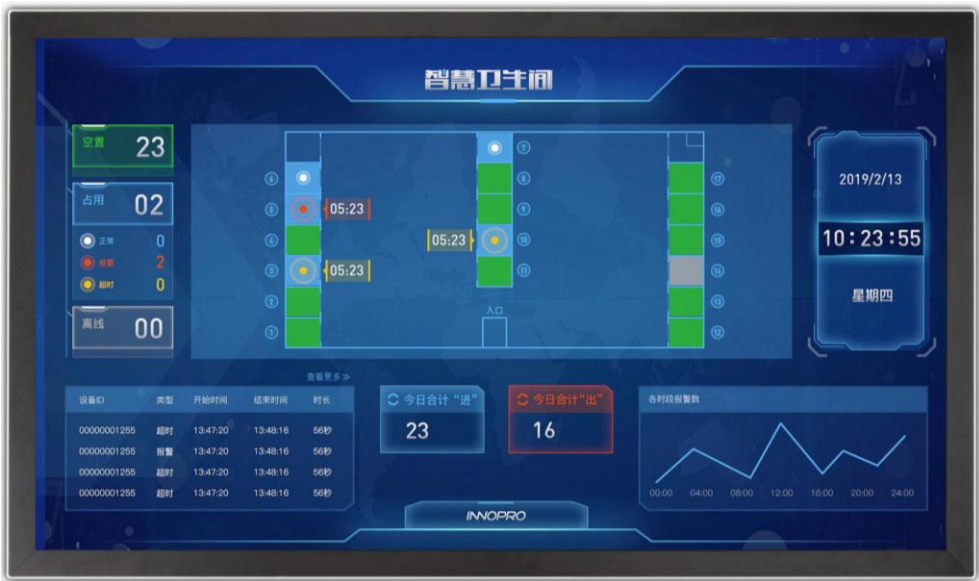 智慧卫生间
空置
23
占用
02
正常 0
报警 2
超时 0
离线
00
⑥
⑤ 05:23
④
③ 05:23
②
①
⑦
⑧
⑨
05:23 ⑩
⑪
入口
⑰
⑯
⑮
⑭
⑬
⑫
2019/2/13
10:23:55
星期四
查看更多≫
设备ID 类型 开始时间 结束时间 时长
00000001255 超时 13:47:20 13:48:16 56秒
00000001255 报警 13:47:20 13:48:16 56秒
00000001255 超时 13:47:20 13:48:16 56秒
00000001255 超时 13:47:20 13:48:16 56秒
今日合计“进”
23
今日合计“出”
16
各时段报警数
00:00 04:00 08:00 12:00 16:00 20:00 24:00
INNOPRO